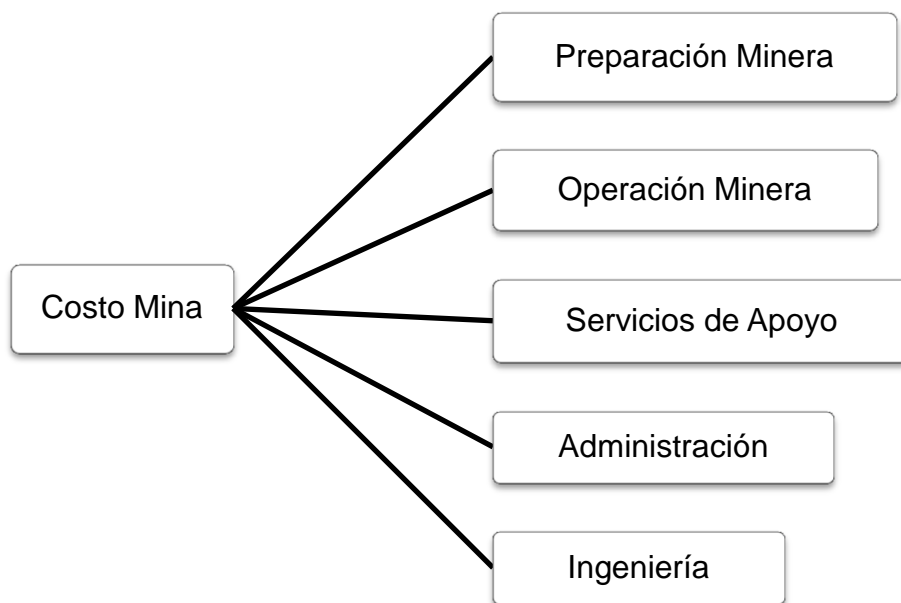 Preparación Minera
Operación Minera
Costo Mina
Servicios de Apoyo
Administración
Ingeniería